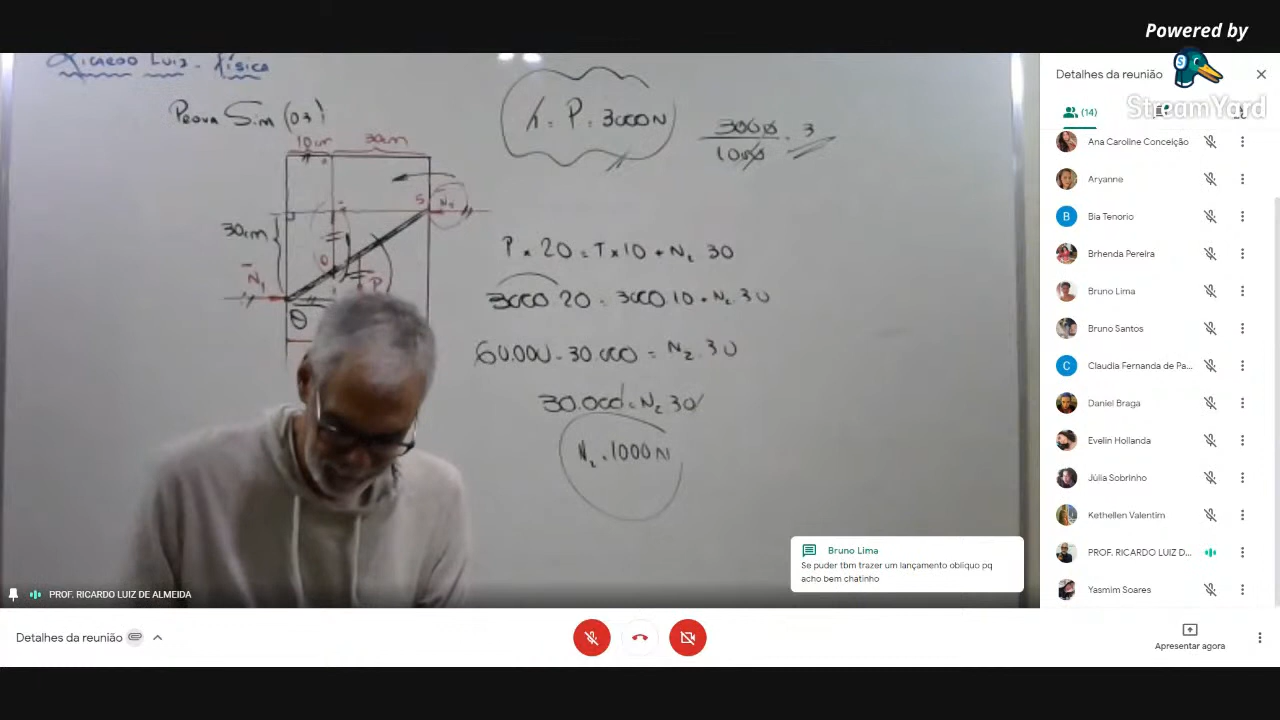 Powered by
StreamYard
Ricardo Luiz - Física
Prova Sim (03)
10cm 30cm
30cm
N1
S
N2
P
O
T = P = 3000N
3000 = 3
1000
P × 20 = T × 10 + N2 30
3000 . 20 = 3000 . 10 + N2 . 30
60.000 - 30.000 = N2 . 30
30.000 = N2 30
N2 = 1000N
Detalhes da reunião
(14)
Ana Caroline Conceição
Aryanne
B Bia Tenorio
Brhenda Pereira
Bruno Lima
Bruno Santos
C Claudia Fernanda de Pa...
Daniel Braga
Evelin Hollanda
Júlia Sobrinho
Kethellen Valentim
PROF. RICARDO LUIZ D...
Yasmim Soares
Bruno Lima
Se puder tbm trazer um lançamento obliquo pq
acho bem chatinho
PROF. RICARDO LUIZ DE ALMEIDA
Detalhes da reunião
Apresentar agora